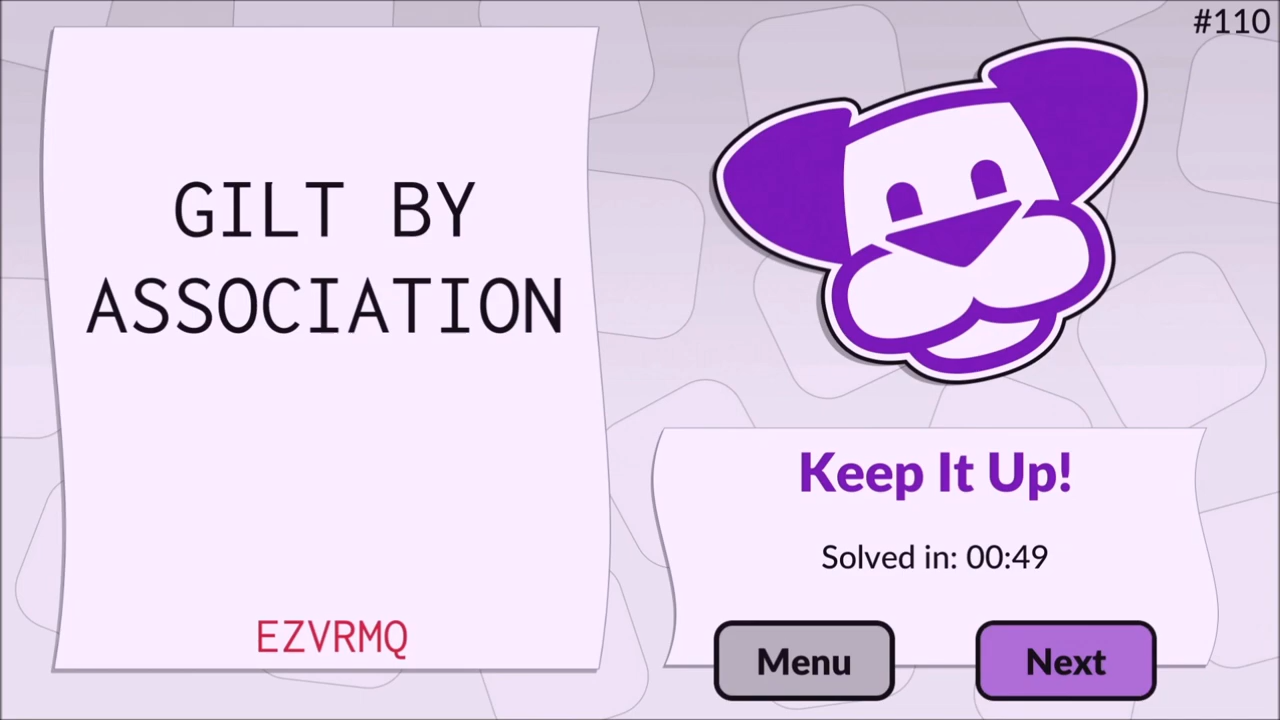 #110
GILT BY
ASSOCIATION
EZVRMQ
Keep It Up!
Solved in: 00:49
Menu
Next